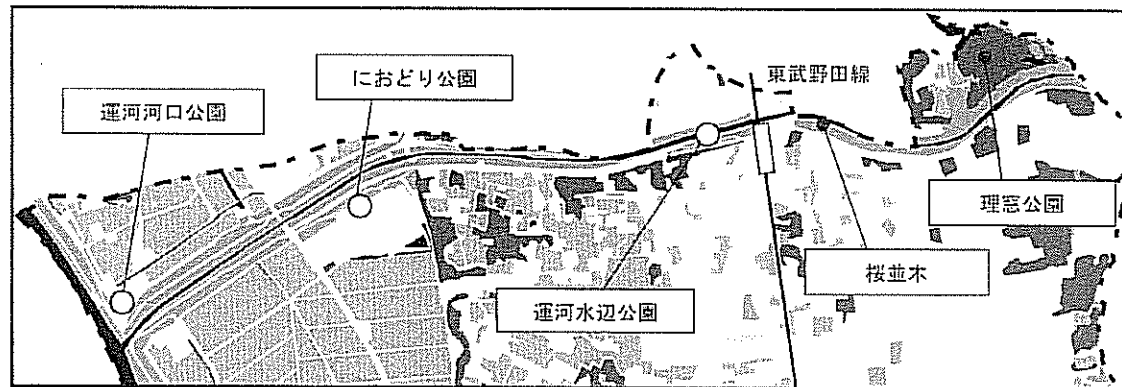 東武野田線
におどり公園
運河河口公園
理窓公園
桜並木
運河水辺公園